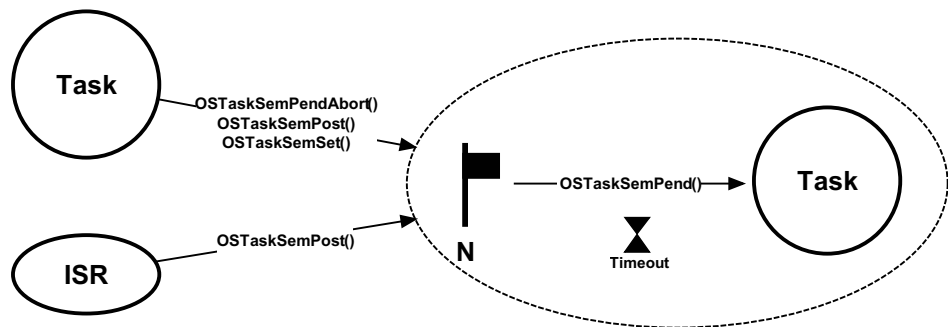 Task
OSTaskSemPendAbort()
OSTaskSemPost()
OSTaskSemSet()
OSTaskSemPend()
Task
OSTaskSemPost()
N
Timeout
ISR